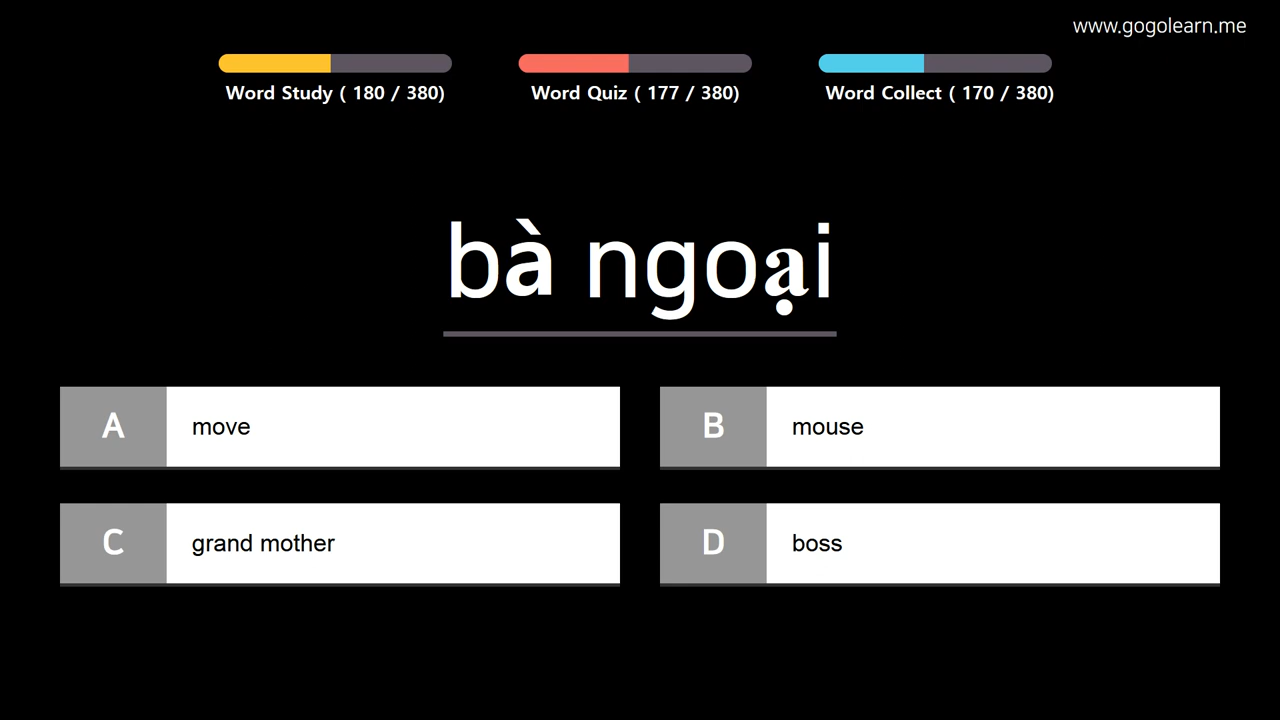 www.gogolearn.me
Word Study ( 180 / 380)
Word Quiz ( 177 / 380)
Word Collect ( 170 / 380)
bà ngoại
A move
B mouse
C grand mother
D boss